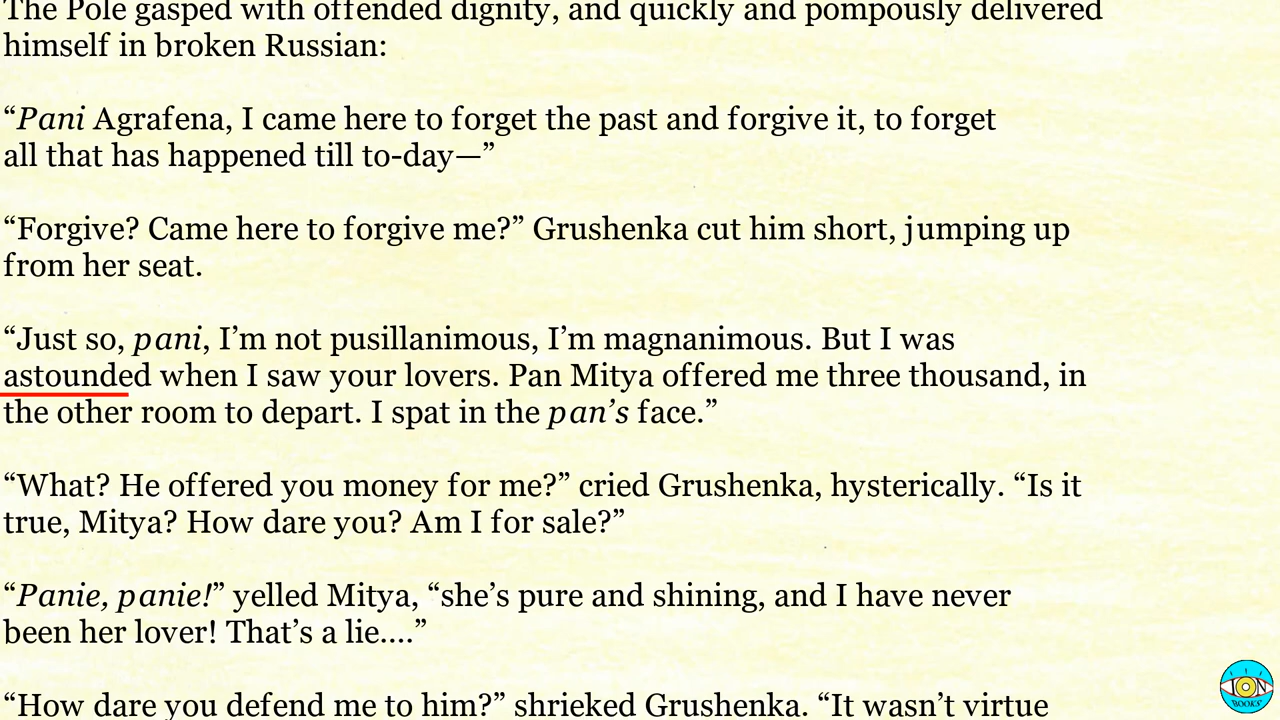 The Pole gasped with offended dignity, and quickly and pompously delivered
himself in broken Russian:
“Pani Agrafena, I came here to forget the past and forgive it, to forget
all that has happened till to-day—”
“Forgive? Came here to forgive me?” Grushenka cut him short, jumping up
from her seat.
“Just so, pani, I’m not pusillanimous, I’m magnanimous. But I was
astounded when I saw your lovers. Pan Mitya offered me three thousand, in
the other room to depart. I spat in the pan’s face.”
“What? He offered you money for me?” cried Grushenka, hysterically. “Is it
true, Mitya? How dare you? Am I for sale?”
“Panie, panie!” yelled Mitya, “she’s pure and shining, and I have never
been her lover! That’s a lie....”
“How dare you defend me to him?” shrieked Grushenka. “It wasn’t virtue
ION
BOOKS